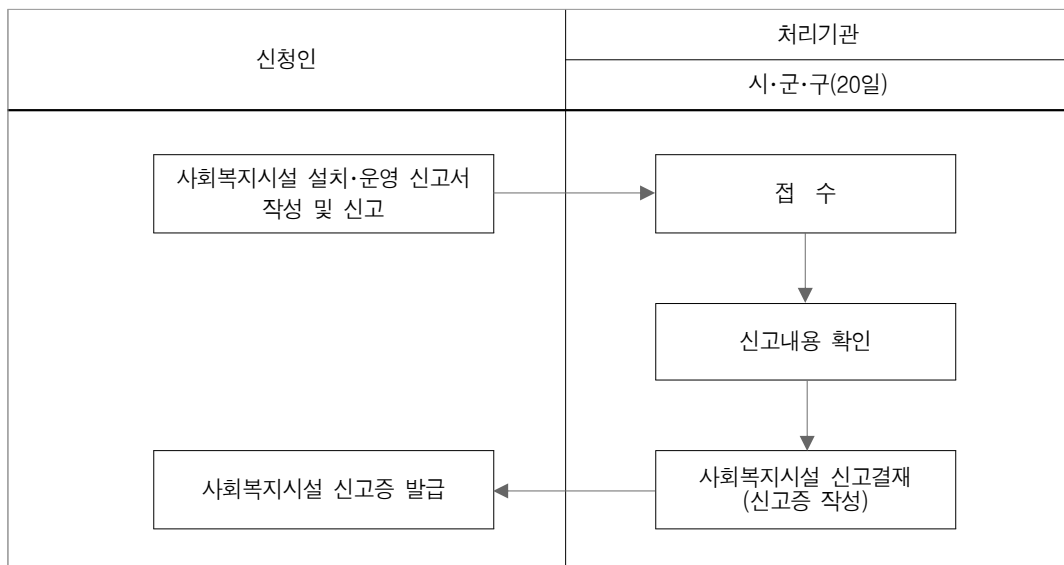 신청인
처리기관
시·군·구(20일)
사회복지시설 설치·운영 신고서
작성 및 신고
접 수
신고내용 확인
사회복지시설 신고결재
(신고증 작성)
사회복지시설 신고증 발급